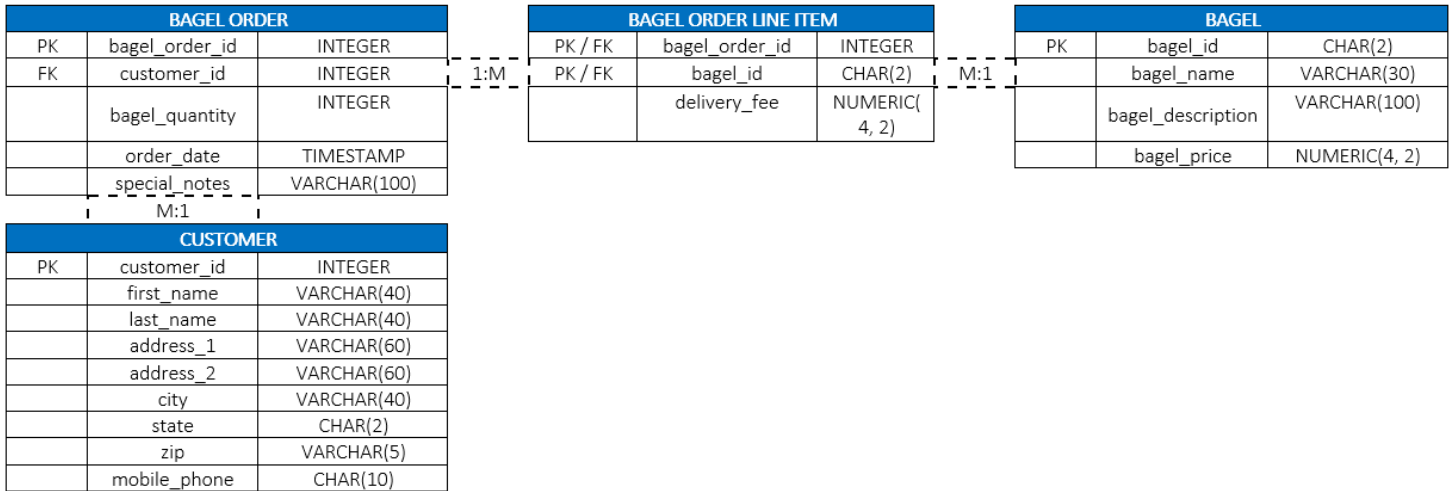 BAGEL ORDER
PK bagel_order_id INTEGER
FK customer_id INTEGER
bagel_quantity INTEGER
order_date TIMESTAMP
special_notes VARCHAR(100)
1:M
BAGEL ORDER LINE ITEM
PK / FK bagel_order_id INTEGER
PK / FK bagel_id CHAR(2)
delivery_fee NUMERIC(
4, 2)
M:1
BAGEL
PK bagel_id CHAR(2)
bagel_name VARCHAR(30)
bagel_description VARCHAR(100)
bagel_price NUMERIC(4, 2)
M:1
CUSTOMER
PK customer_id INTEGER
first_name VARCHAR(40)
last_name VARCHAR(40)
address_1 VARCHAR(60)
address_2 VARCHAR(60)
city VARCHAR(40)
state CHAR(2)
zip VARCHAR(5)
mobile_phone CHAR(10)